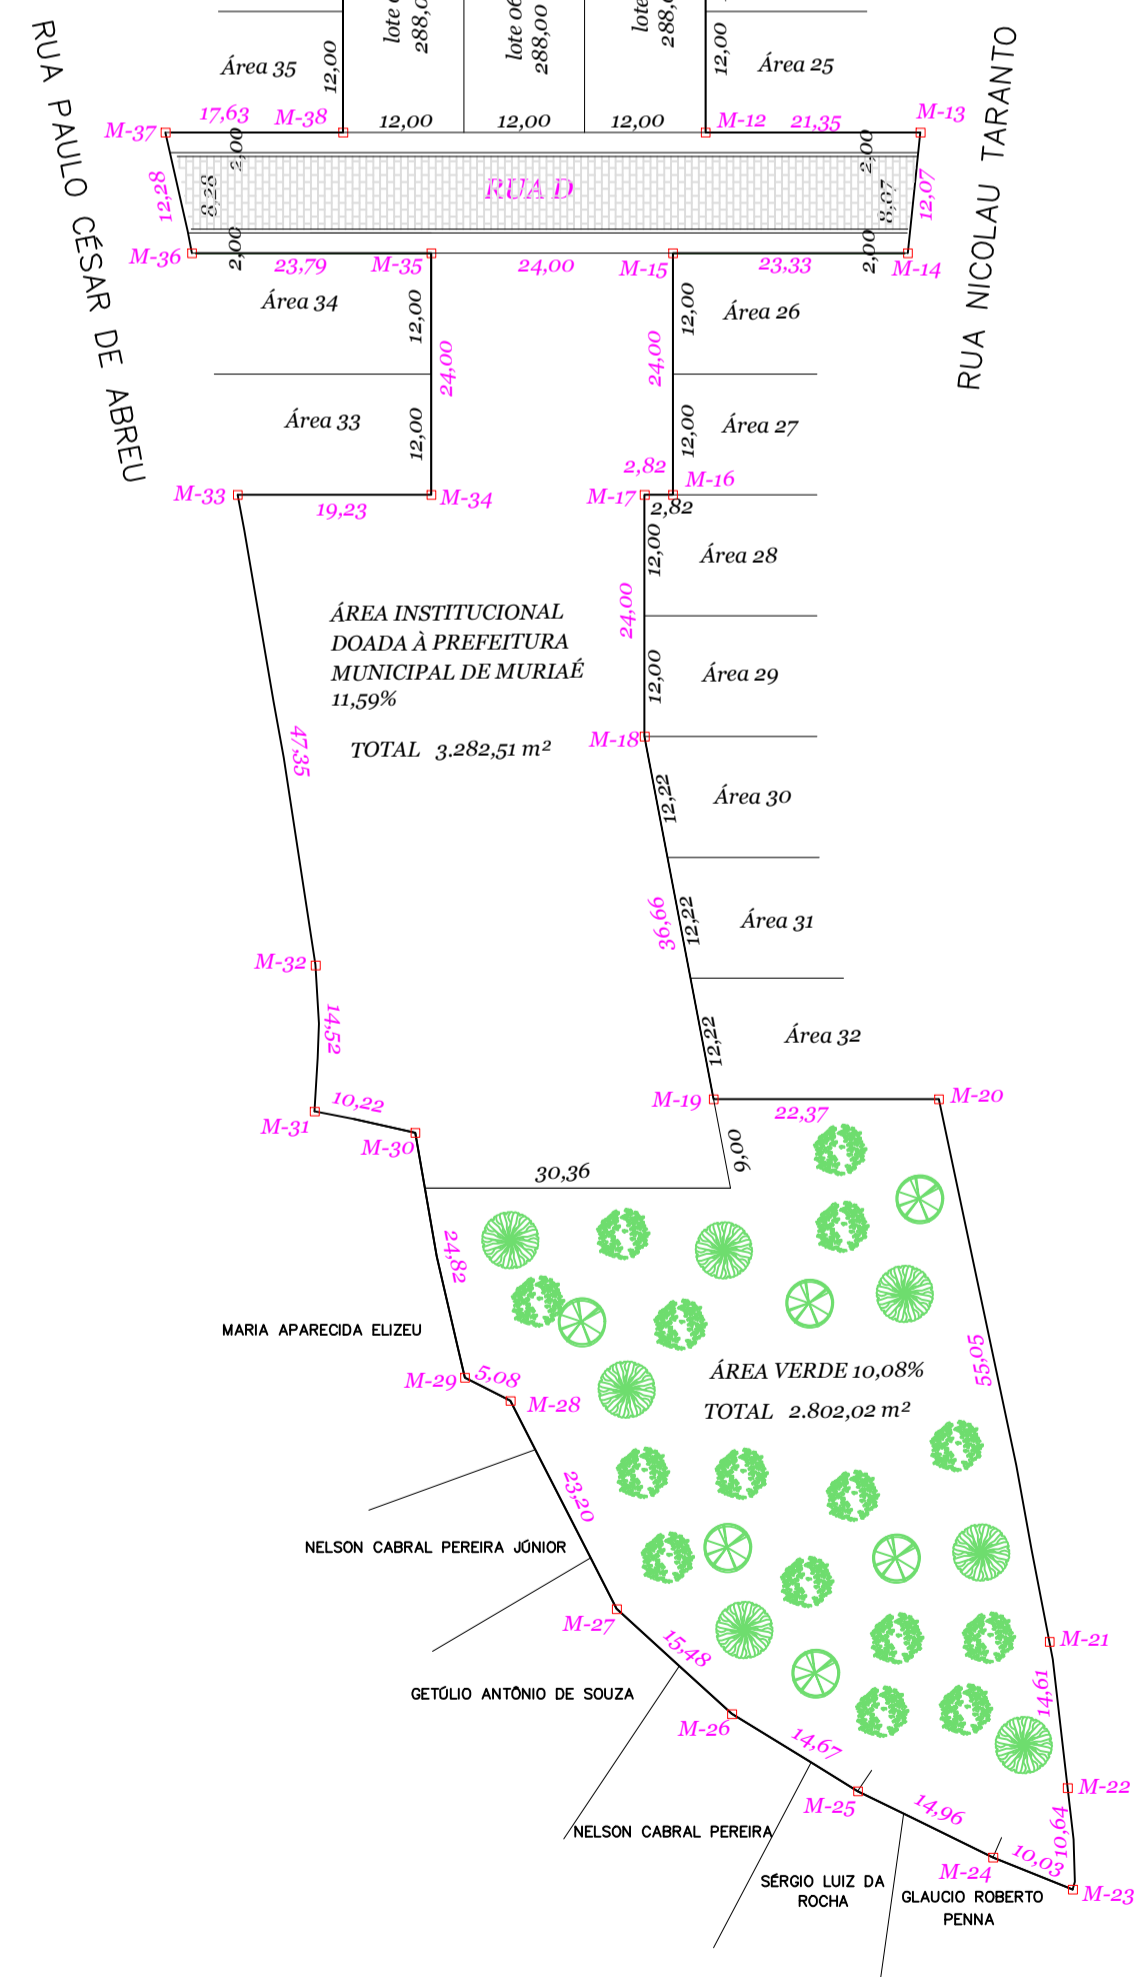 RUA PAULO CÉSAR DE ABREU
RUA NICOLAU TARANTO
lote 06
288,00
lote
Área 35
12,00
12,00
Área 25
M-37
17,63
M-38
12,00
12,00
12,00
M-12
21,35
M-13
2,00
2,00
12,28
8,28
RUA D
8,07
12,07
M-36
2,00
23,79
M-35
24,00
M-15
23,33
2,00
M-14
Área 34
12,00
12,00
Área 26
24,00
24,00
Área 33
12,00
12,00
Área 27
M-33
19,23
M-34
2,82
M-17
M-16
2,82
12,00
Área 28
24,00
ÁREA INSTITUCIONAL
DOADA À PREFEITURA
MUNICIPAL DE MURIAÉ
11,59%
TOTAL 3.282,51 m²
12,00
Área 29
M-18
47,35
12,22
Área 30
36,66
12,22
Área 31
M-32
14,52
12,22
Área 32
M-31
10,22
M-30
M-19
22,37
M-20
9,00
30,36
24,82
MARIA APARECIDA ELIZEU
55,05
ÁREA VERDE 10,08%
TOTAL 2.802,02 m²
M-29
5,08
M-28
23,20
NELSON CABRAL PEREIRA JÚNIOR
M-27
15,48
M-21
14,61
GETÚLIO ANTÔNIO DE SOUZA
M-26
14,67
M-22
M-25
14,96
10,64
NELSON CABRAL PEREIRA
M-24
10,03
M-23
SÉRGIO LUIZ DA
ROCHA
GLAUCIO ROBERTO
PENNA